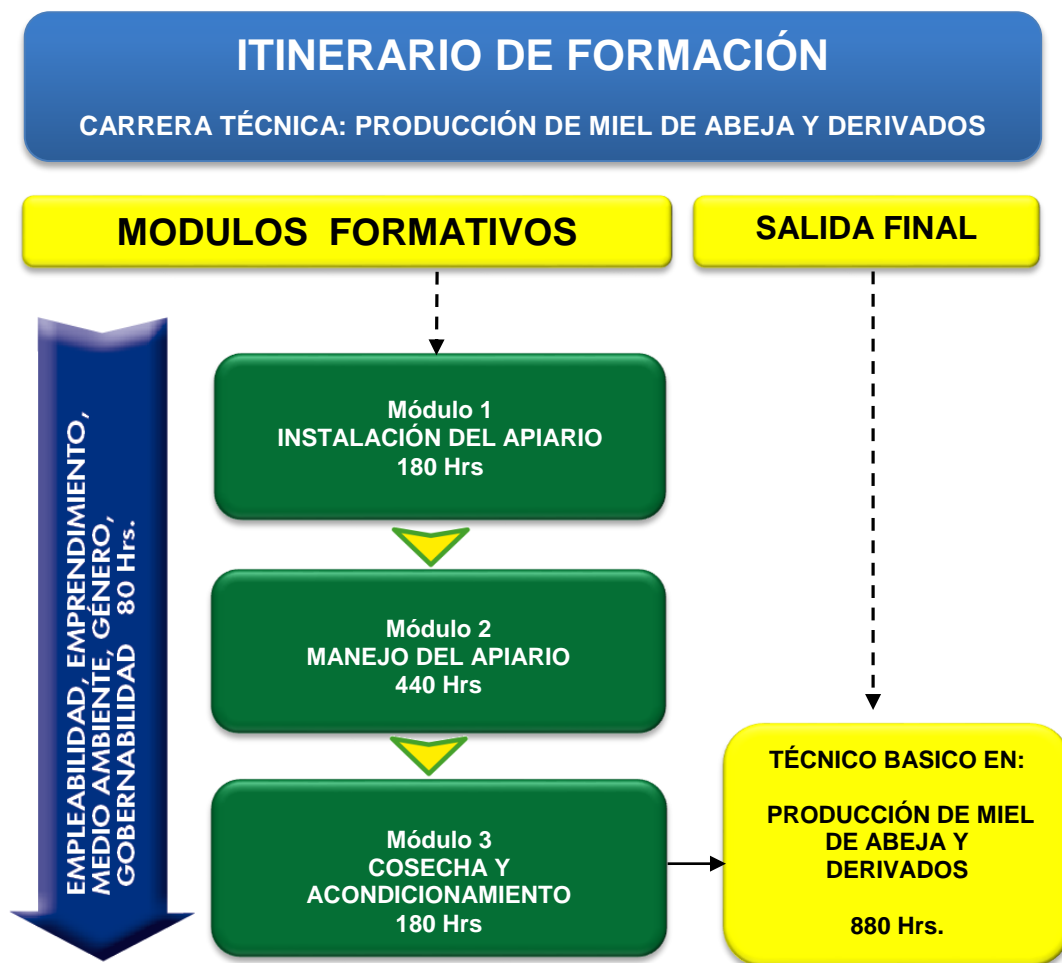 ITINERARIO DE FORMACIÓN
CARRERA TÉCNICA: PRODUCCIÓN DE MIEL DE ABEJA Y DERIVADOS
MODULOS FORMATIVOS
SALIDA FINAL
EMPLEABILIDAD, EMPRENDIMIENTO,
MEDIO AMBIENTE, GÉNERO,
GOBERNABILIDAD 80 Hrs.
Módulo 1
INSTALACIÓN DEL APIARIO
180 Hrs
Módulo 2
MANEJO DEL APIARIO
440 Hrs
Módulo 3
COSECHA Y
ACONDICIONAMIENTO
180 Hrs
TÉCNICO BASICO EN:
PRODUCCIÓN DE MIEL
DE ABEJA Y
DERIVADOS
880 Hrs.